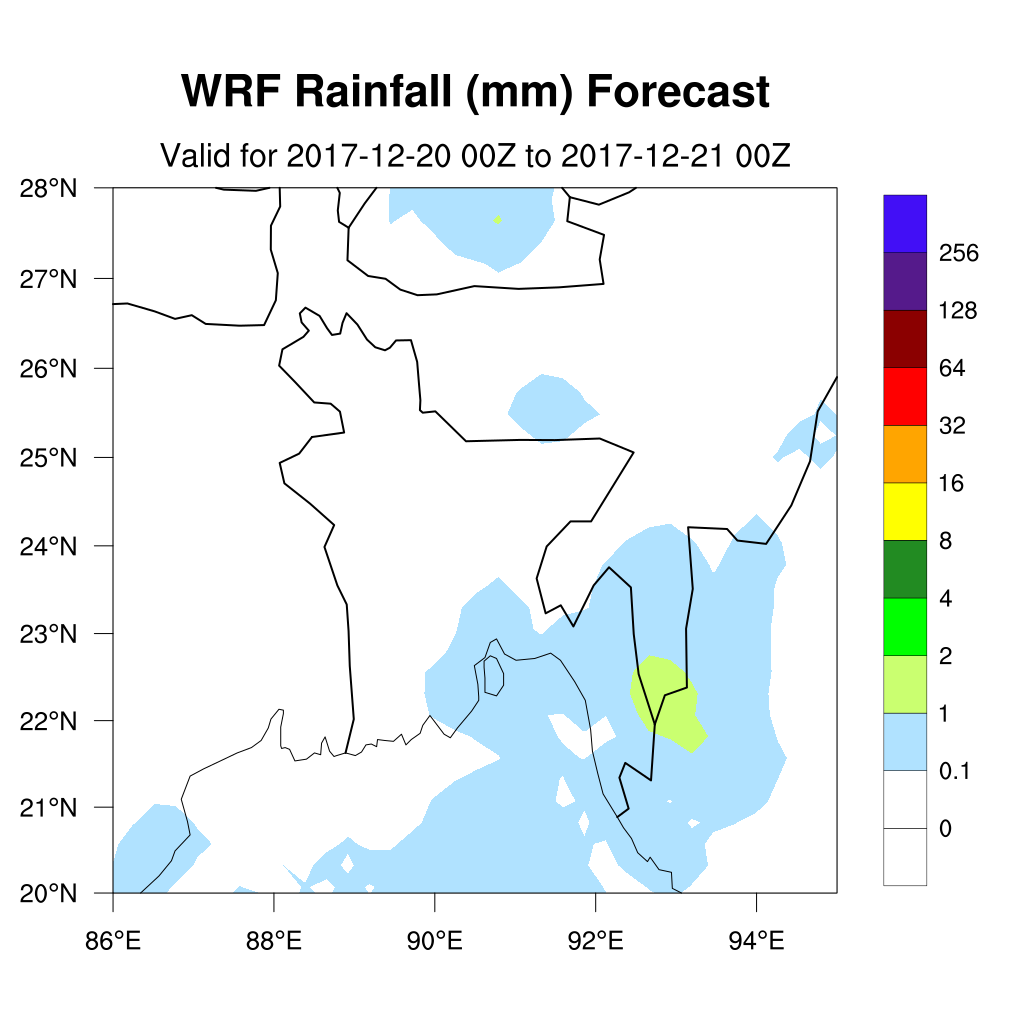 WRF Rainfall (mm) Forecast
Valid for 2017-12-20 00Z to 2017-12-21 00Z
28°N
27°N
26°N
25°N
24°N
23°N
22°N
21°N
20°N
86°E 88°E 90°E 92°E 94°E
256
128
64
32
16
8
4
2
1
0.1
0